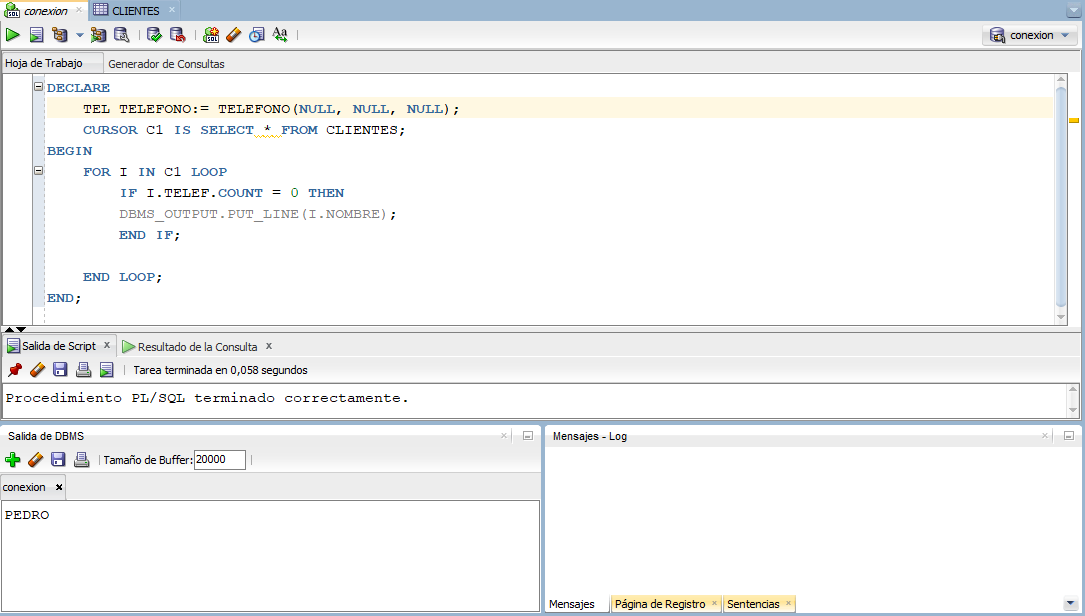 conexion
CLIENTES
conexion
Hoja de Trabajo
Generador de Consultas
DECLARE
TEL TELEFONO:= TELEFONO(NULL, NULL, NULL);
CURSOR C1 IS SELECT * FROM CLIENTES;
BEGIN
FOR I IN C1 LOOP
IF I.TELEF.COUNT = 0 THEN
DBMS_OUTPUT.PUT_LINE(I.NOMBRE);
END IF;
END LOOP;
END;
Salida de Script
Resultado de la Consulta
Tarea terminada en 0,058 segundos
Procedimiento PL/SQL terminado correctamente.
Salida de DBMS
Tamaño de Buffer: 20000
conexion
PEDRO
Mensajes - Log
Mensajes
Página de Registro
Sentencias